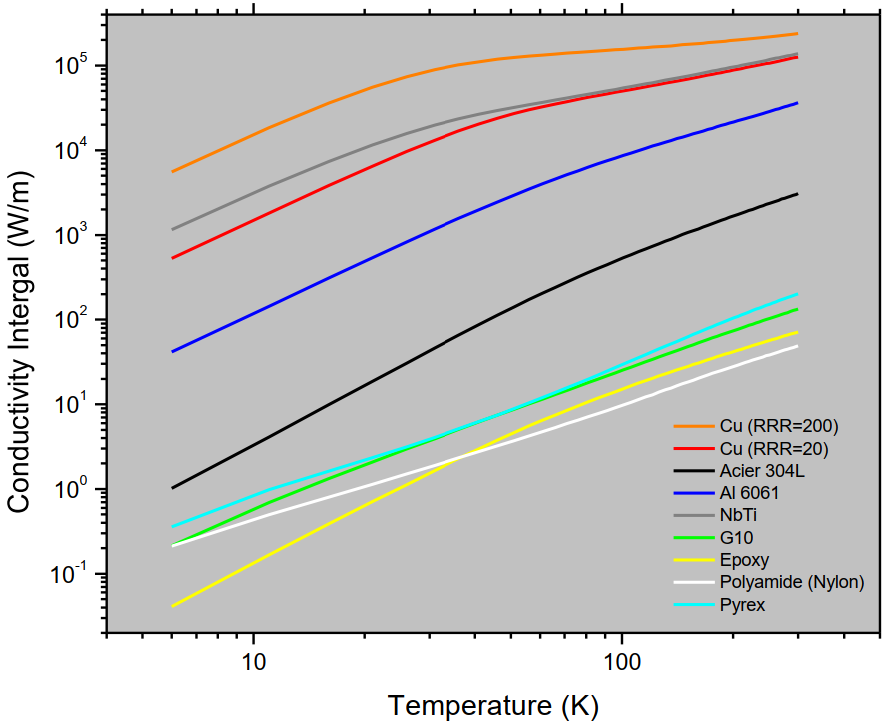 Conductivity Intergal (W/m)
10⁵
10⁴
10³
10²
10¹
10⁰
10⁻¹
Cu (RRR=200)
Cu (RRR=20)
Acier 304L
Al 6061
NbTi
G10
Epoxy
Polyamide (Nylon)
Pyrex
10 100
Temperature (K)